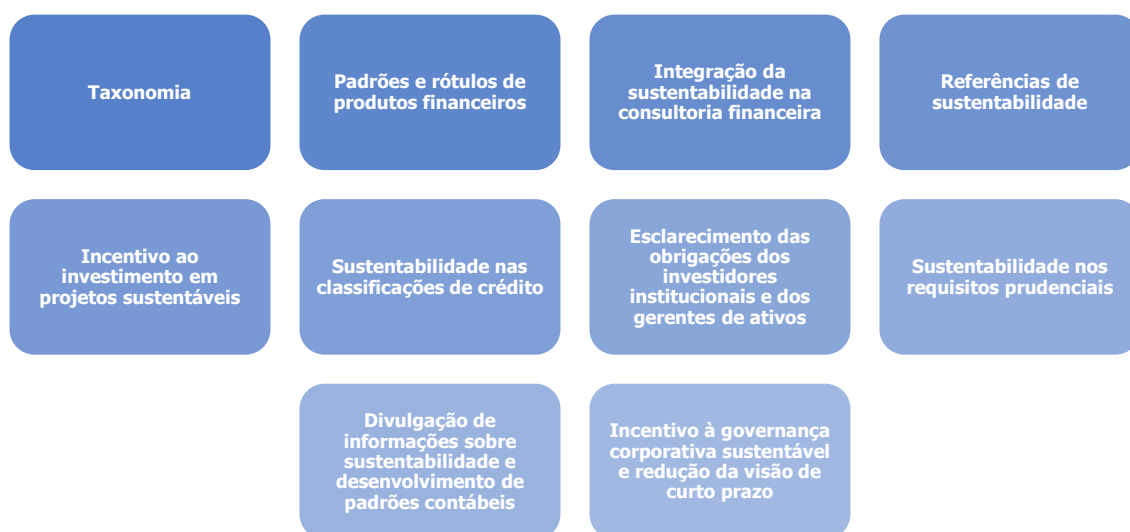 Taxonomia
Padrões e rótulos de
produtos financeiros
Integração da
sustentabilidade na
consultoria financeira
Referências de
sustentabilidade
Incentivo ao
investimento em
projetos sustentáveis
Sustentabilidade nas
classificações de crédito
Esclarecimento das
obrigações dos
investidores
institucionais e dos
gerentes de ativos
Sustentabilidade nos
requisitos prudenciais
Divulgação de
informações sobre
sustentabilidade e
desenvolvimento de
padrões contábeis
Incentivo à governança
corporativa sustentável
e redução da visão de
curto prazo